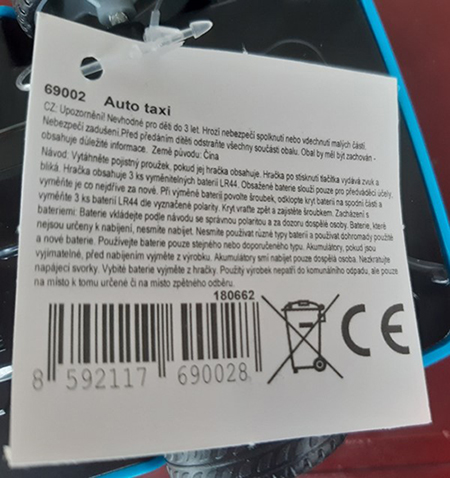 69002 Auto taxi
CZ: Upozornění! Nevhodné pro děti do 3 let. Hrozí nebezpečí spolknutí nebo vdechnutí malých částí.
Nebezpečí zadušení.Před předáním dítěti odstraňte všechny součásti obalu. Obal by měl být zachován -
obsahuje důležité informace. Země původu: Čína
Návod: Vytáhněte pojistný proužek, pokud jej hračka obsahuje. Hračka po stisknutí tlačítka vydává zvuk a
bliká. Hračka obsahuje 3 ks vyměnitelných baterií LR44. Obsažené baterie slouží pouze pro předváděcí účely,
vyměňte je co nejdříve za nové. Při výměně baterií povolte šroubek, odklopte kryt baterií na spodní části a
vyměňte 3 ks baterií LR44 dle vyznačené polarity. Kryt vraťte zpět a zajistěte šroubkem. Zacházení s
bateriemi: Baterie vkládejte podle návodu se správnou polaritou a za dozoru dospělé osoby. Baterie, které
nejsou určeny k nabíjení, nesmíte nabíjet. Nesmíte používat různé typy baterií a používat dohromady použité
a nové baterie. Používejte baterie pouze stejného nebo doporučeného typu. Akumulátory, pokud jsou
vyjímatelné, před nabíjením vyjměte z výrobku. Akumulátory smí nabíjet pouze dospělá osoba. Nezkratujte
napájecí svorky. Vybité baterie vyjměte z hračky. Použitý výrobek nepatří do komunálního odpadu, ale pouze
na místo k tomu určené či na místo zpětného odběru.
180662
CE
8 592117 690028